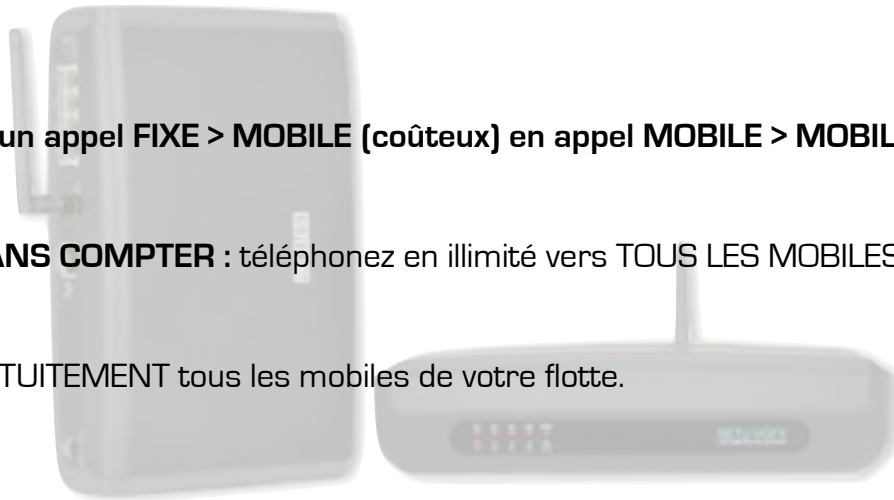 un appel FIXE > MOBILE (coûteux) en appel MOBILE > MOBIL
ANS COMPTER : téléphonez en illimité vers TOUS LES MOBILES
TUITEMENT tous les mobiles de votre flotte.